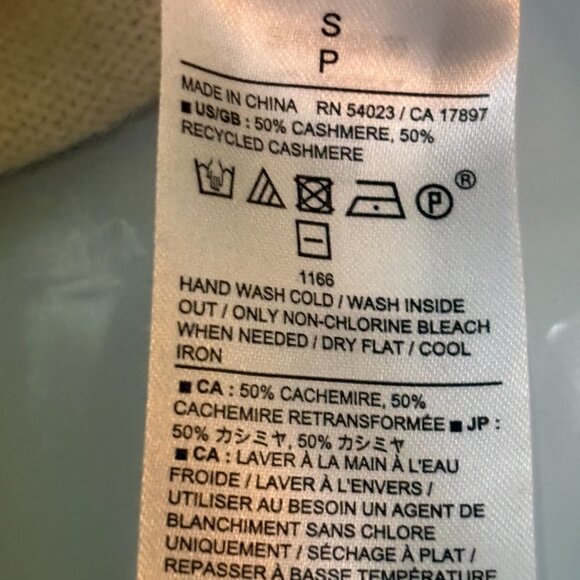 S
P
MADE IN CHINA RN 54023 / CA 17897
■ US/GB : 50% CASHMERE, 50%
RECYCLED CASHMERE
P ®
1166
HAND WASH COLD / WASH INSIDE
OUT / ONLY NON-CHLORINE BLEACH
WHEN NEEDED / DRY FLAT / COOL
IRON
■ CA : 50% CACHEMIRE, 50%
CACHEMIRE RETRANSFORMÉE ■ JP :
50% カシミヤ, 50% カシミヤ
■ CA : LAVER À LA MAIN À L'EAU
FROIDE / LAVER À L'ENVERS /
UTILISER AU BESOIN UN AGENT DE
BLANCHIMENT SANS CHLORE
UNIQUEMENT / SÉCHAGE À PLAT /
REPASSER À BASSE TEMPÉRATURE